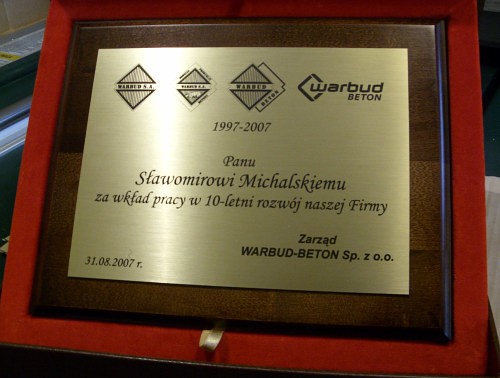 WARBUD S.A WARBUD S.A. WARBUD BETON warbud BETON
1997-2007
Panu
Sławomirowi Michalskiemu
za wkład pracy w 10-letni rozwój naszej Firmy
Zarząd
WARBUD-BETON Sp. z o.o.
31.08.2007 r.